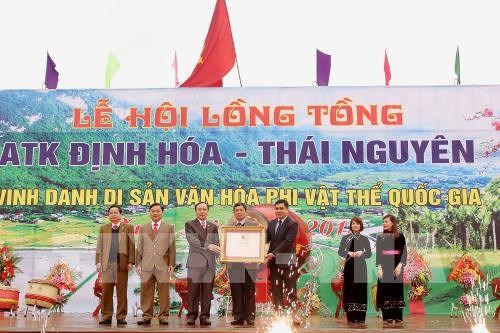 LỄ HỘI LỒNG TỒNG
ATK ĐỊNH HÓA - THÁI NGUYÊN
VINH DANH DI SẢN VĂN HÓA PHI VẬT THỂ QUỐC GIA